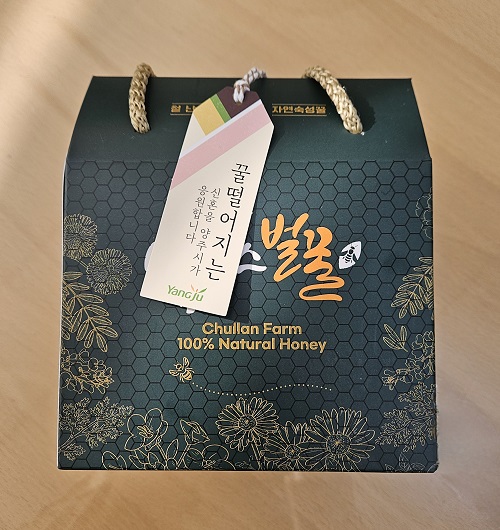 자연숙성꿀
꿀떨어지는
신혼을 양주시가
응원합니다
YangJu
스벌꿀
Chullan Farm
100% Natural Honey